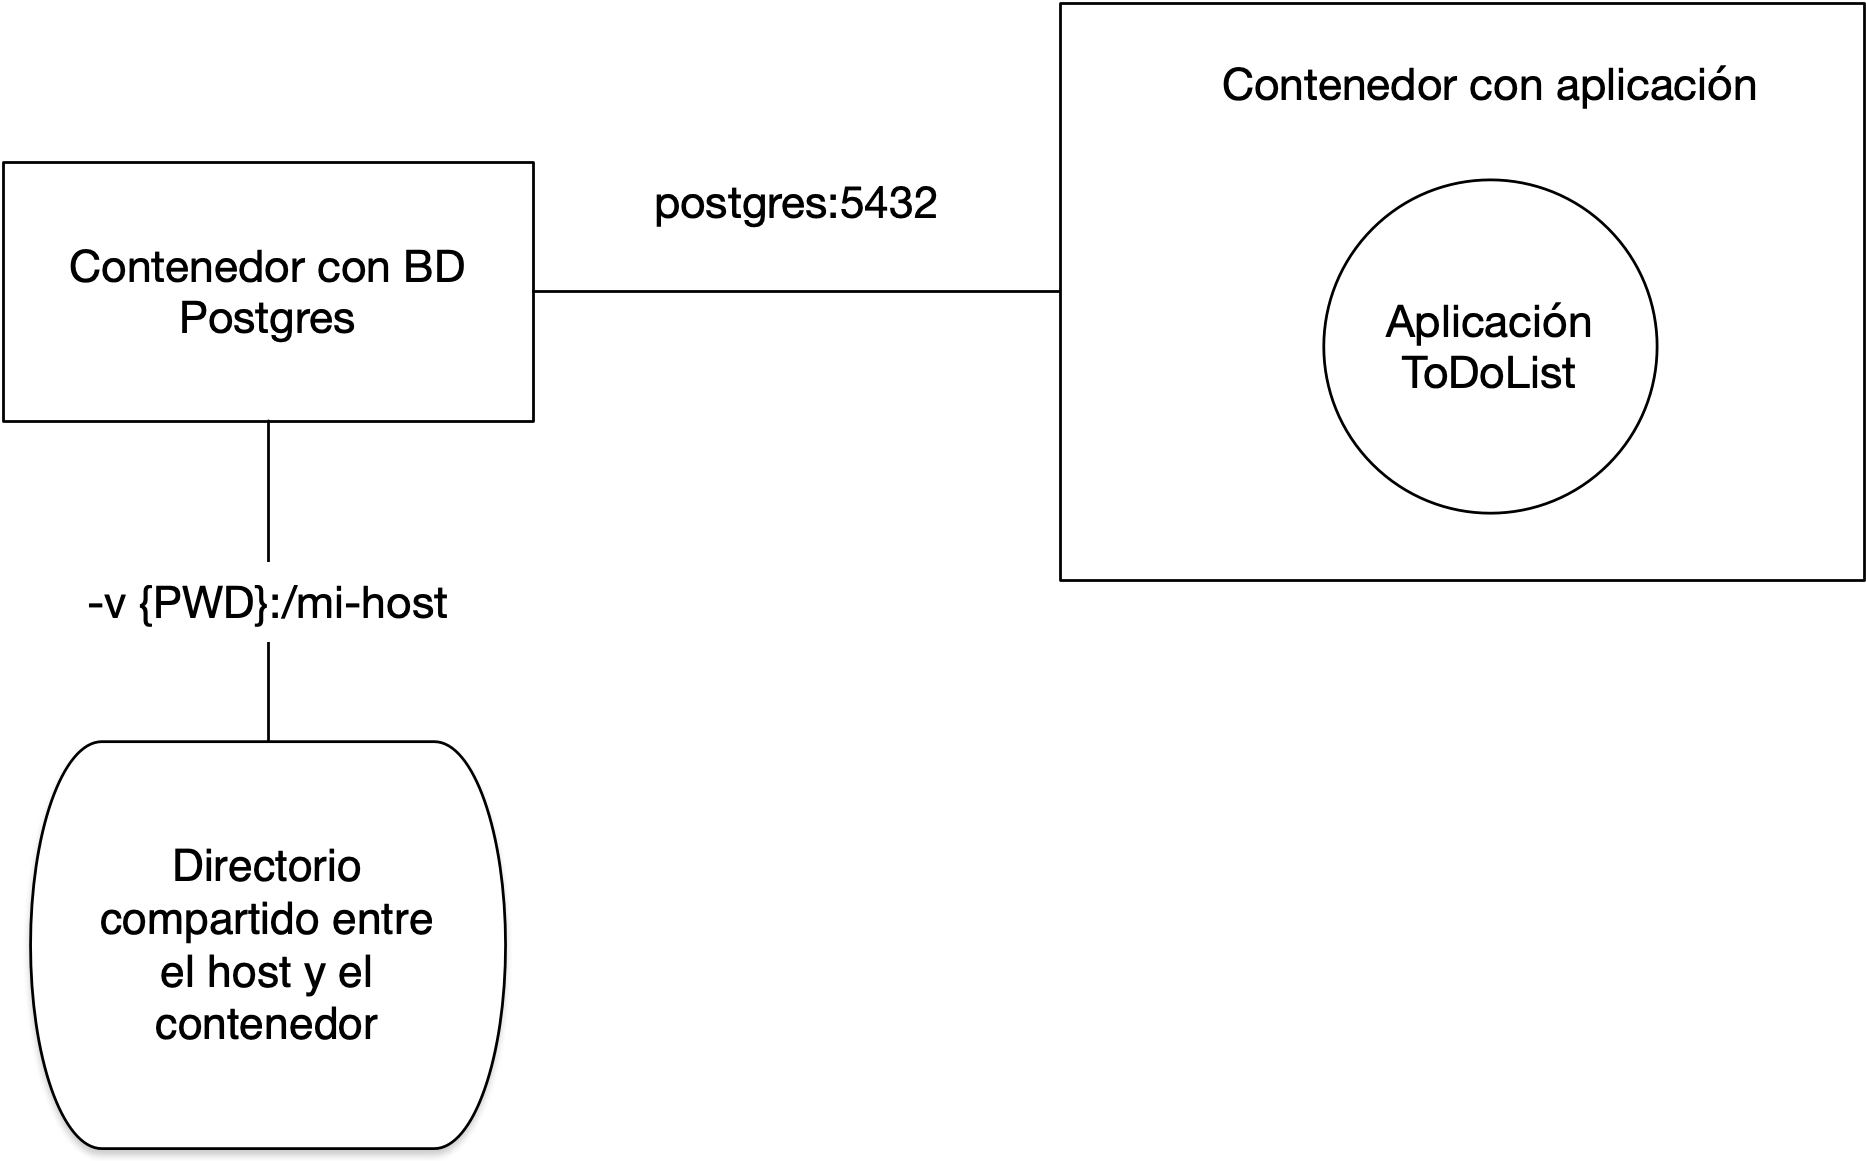 Contenedor con aplicación
postgres:5432
Contenedor con BD
Postgres
Aplicación
ToDoList
-v {PWD}:/mi-host
Directorio
compartido entre
el host y el
contenedor